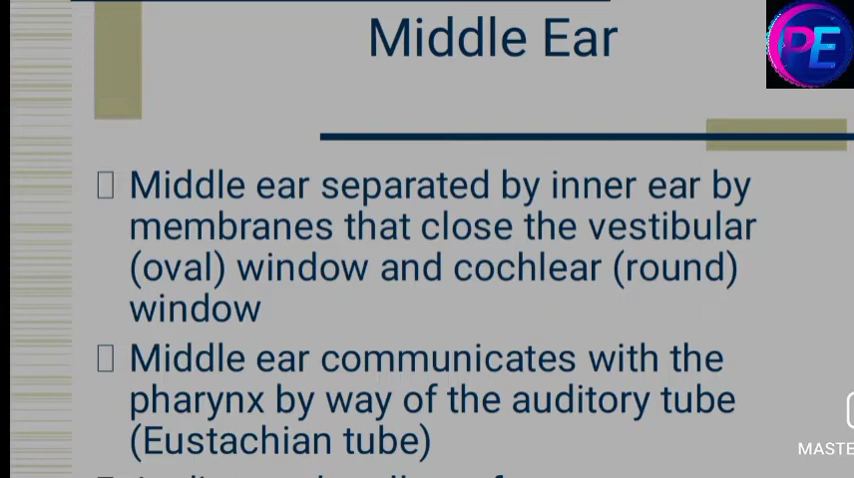 Middle Ear
PE
Middle ear separated by inner ear by
membranes that close the vestibular
(oval) window and cochlear (round)
window
Middle ear communicates with the
pharynx by way of the auditory tube
(Eustachian tube)
MASTE